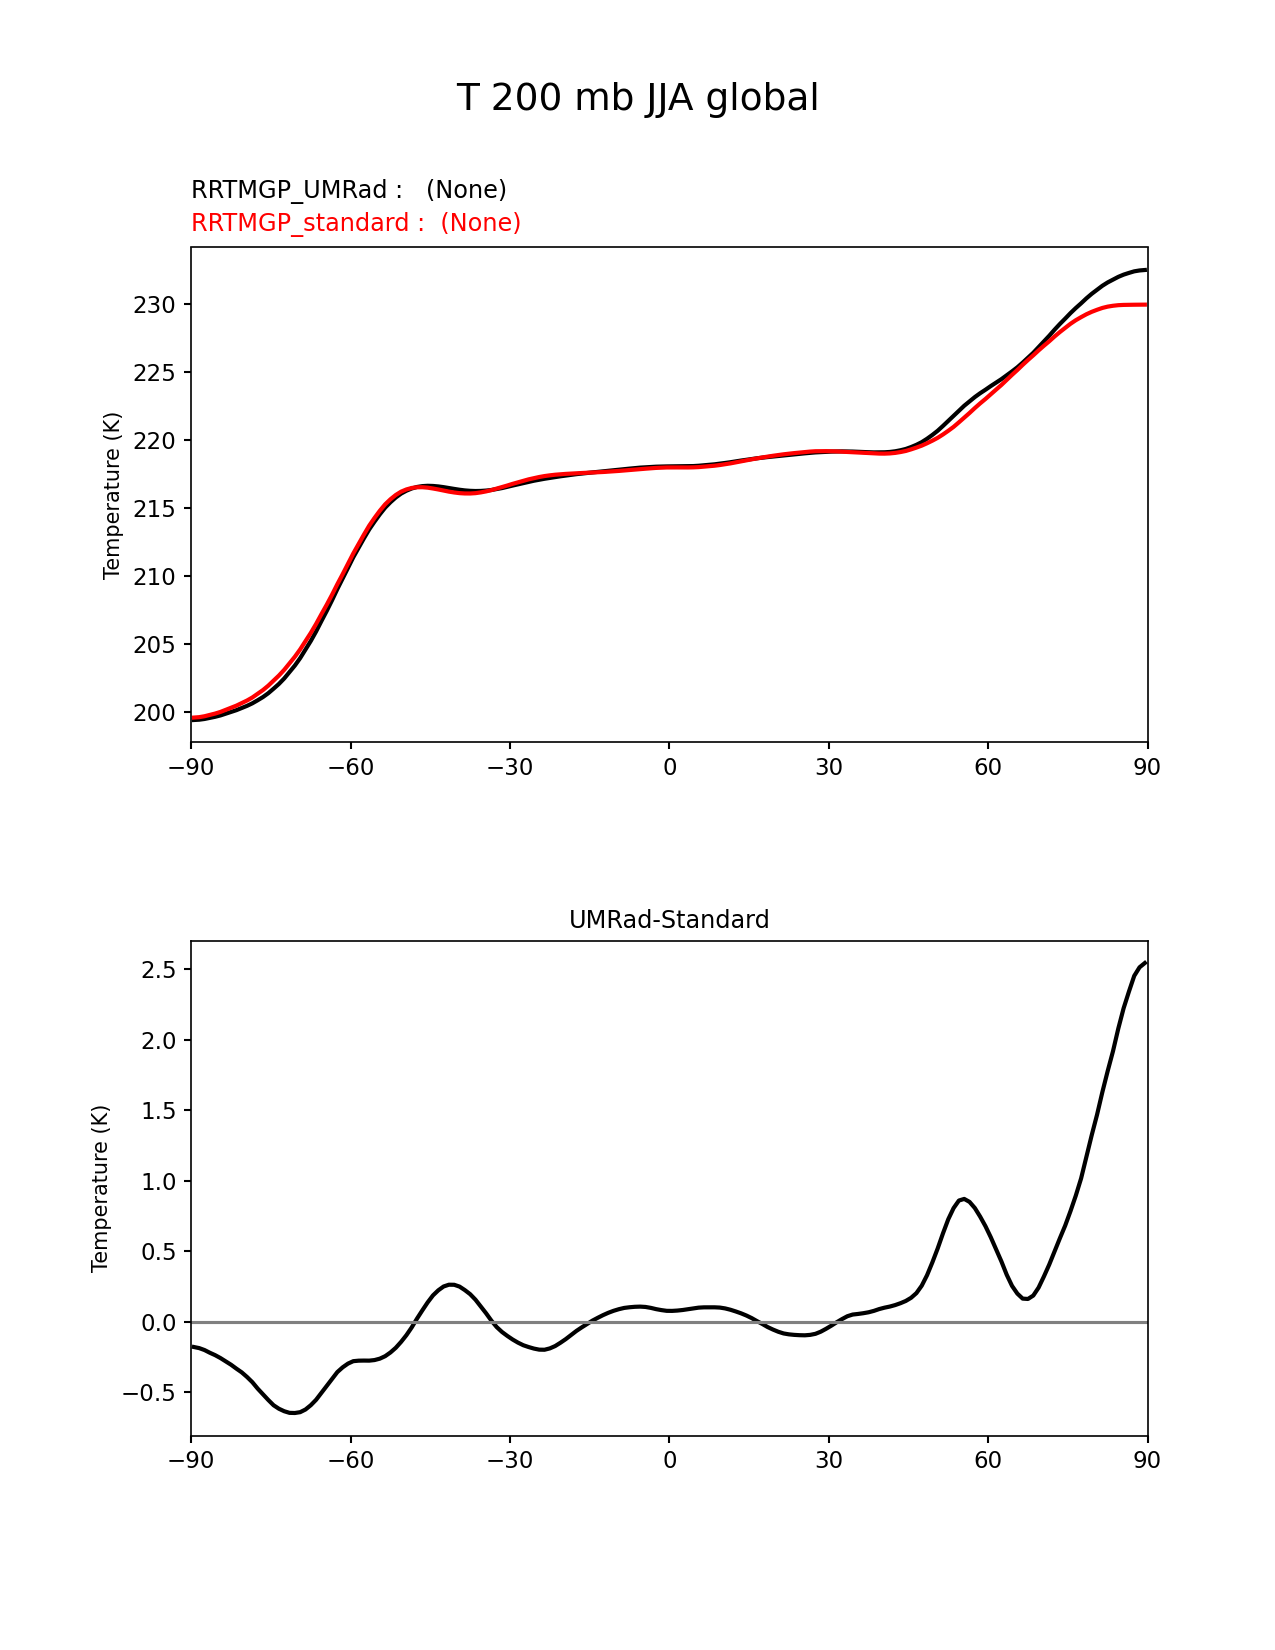 T 200 mb JJA global
RRTMGP_UMRad :   (None)
RRTMGP_standard :  (None)
Temperature (K)
230
225
220
215
210
205
200
−90 −60 −30 0 30 60 90
UMRad-Standard
Temperature (K)
2.5
2.0
1.5
1.0
0.5
0.0
−0.5
−90 −60 −30 0 30 60 90